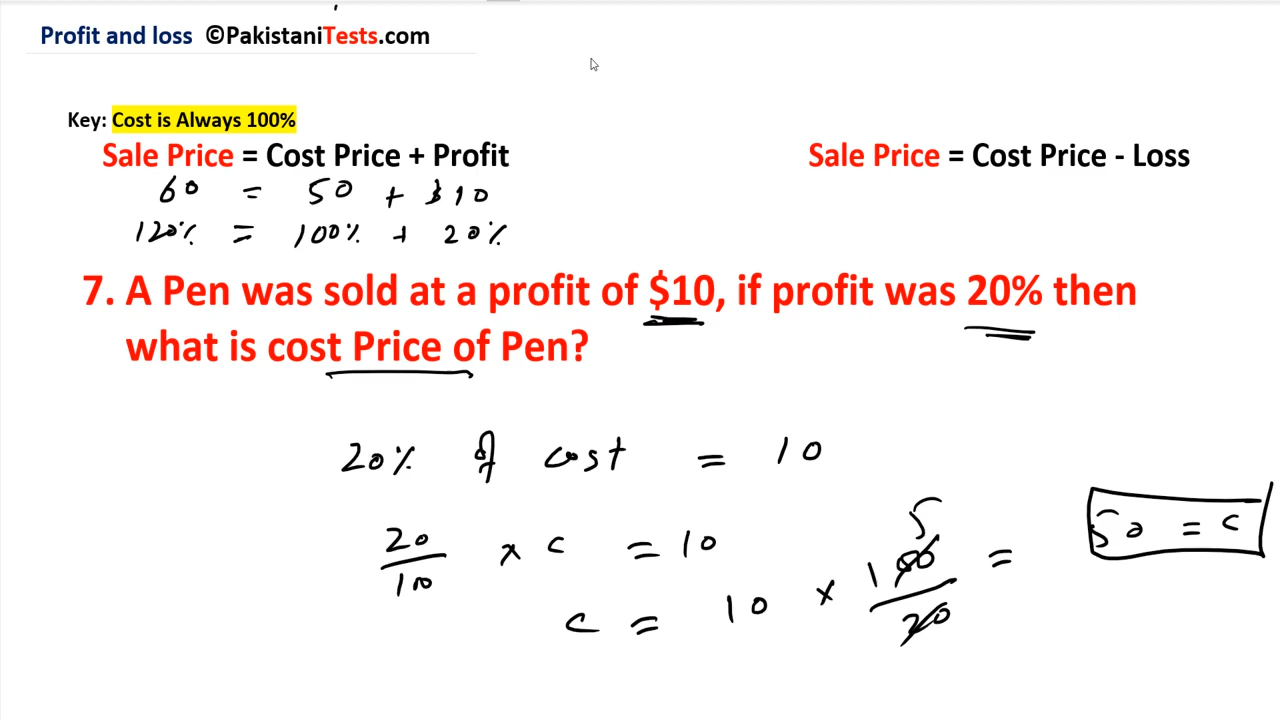 Profit and loss ©PakistaniTests.com
Key: Cost is Always 100%
Sale Price = Cost Price + Profit
Sale Price = Cost Price - Loss
60 = 50 + $10
120% = 100% + 20%
7. A Pen was sold at a profit of $10, if profit was 20% then
what is cost Price of Pen?
20% of cost = 10
20/100 × c = 10
c = 10 × 100/20 =
5
50 = c